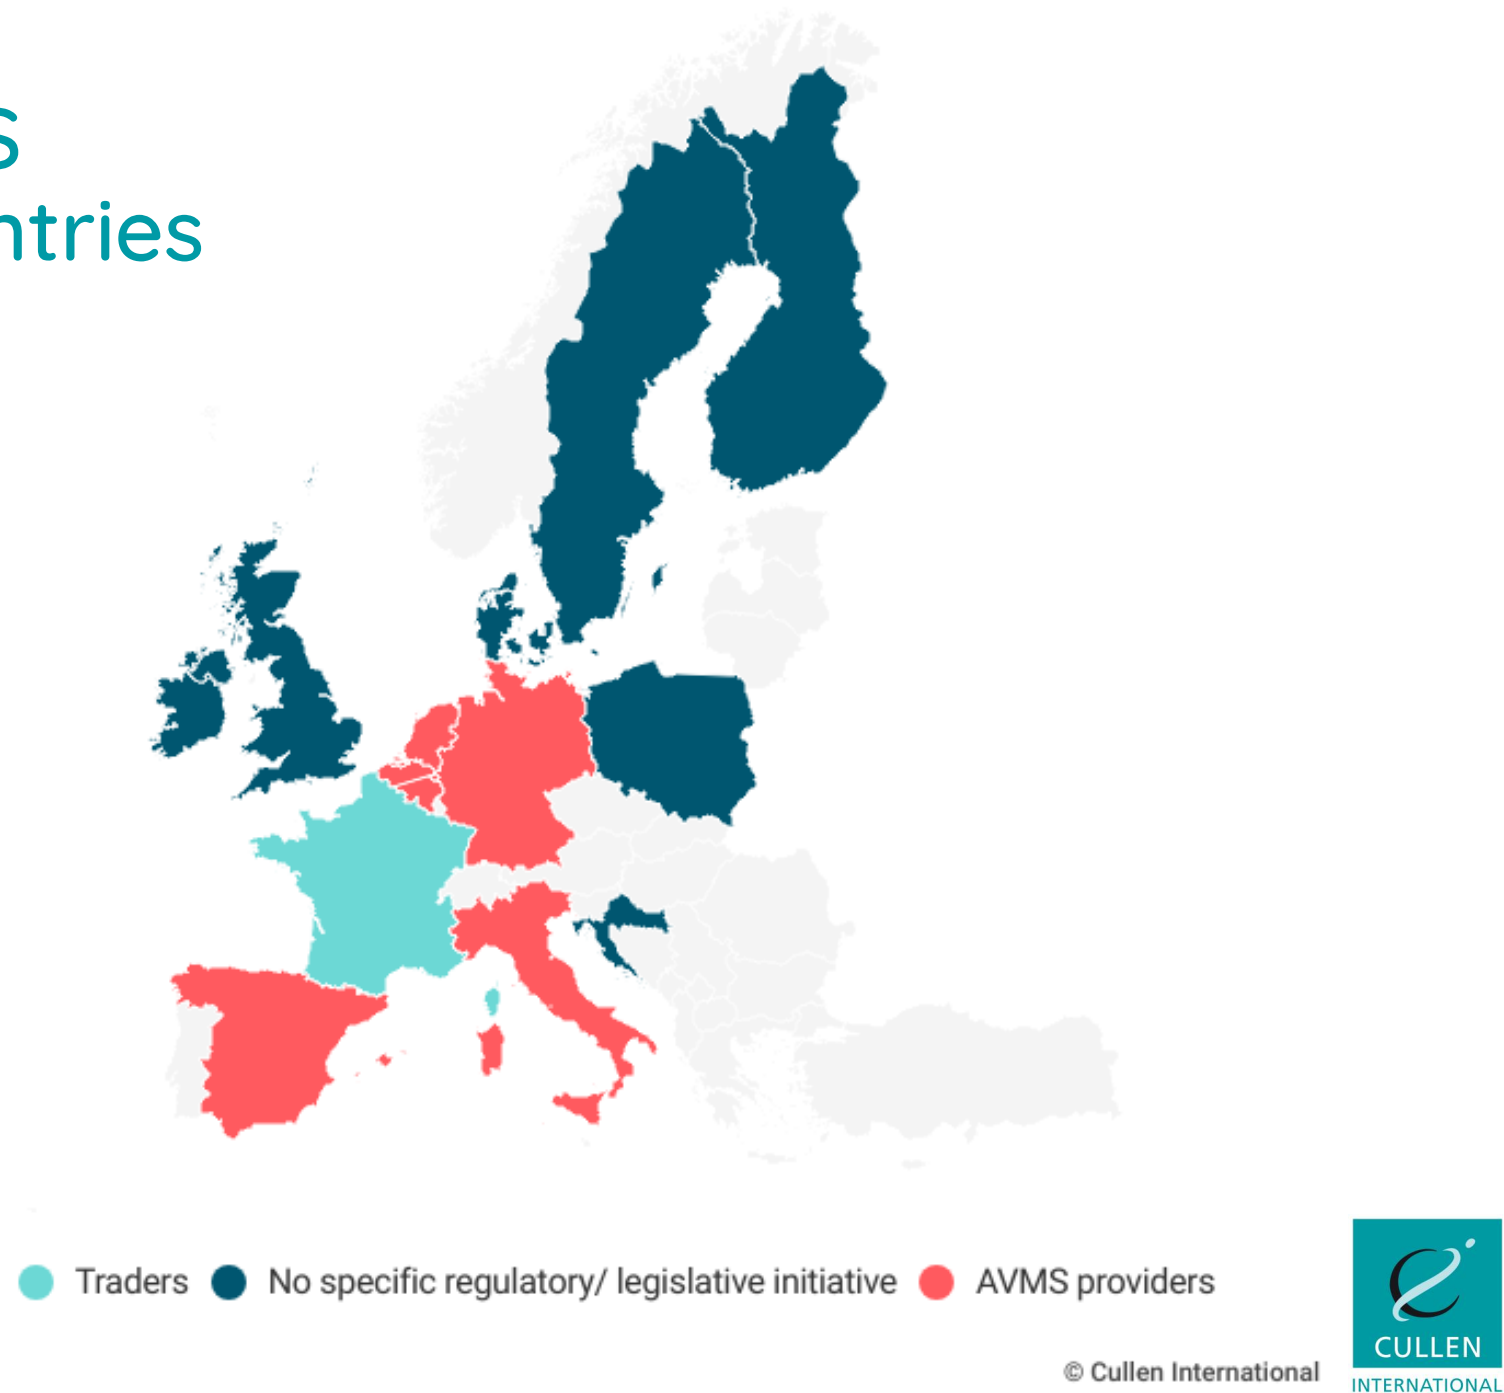 s
ntries
Traders No specific regulatory/ legislative initiative AVMS providers
© Cullen International
CULLEN
INTERNATIONAL